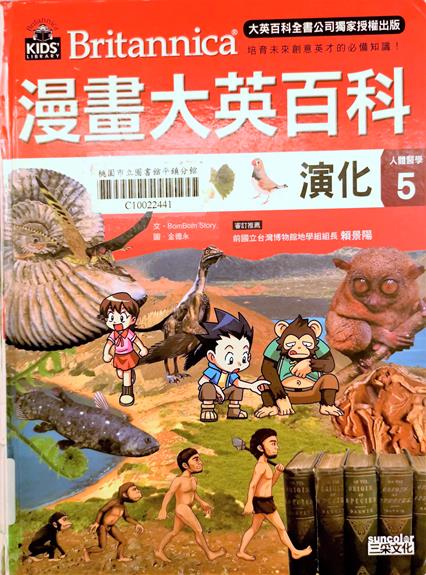 Britannica
KIDS'
LIBRARY
Britannica®
大英百科全書公司獨家授權出版
培育未來創意英才的必備知識！
漫畫大英百科
桃園市立圖書館平鎮分館
C10022441
演化
人體醫學
5
文・BomBom Story
圖・金德永
審訂推薦
前國立台灣博物館地學組組長 賴景陽
ORIGIN
OF
SPECIES
suncolor
三采文化